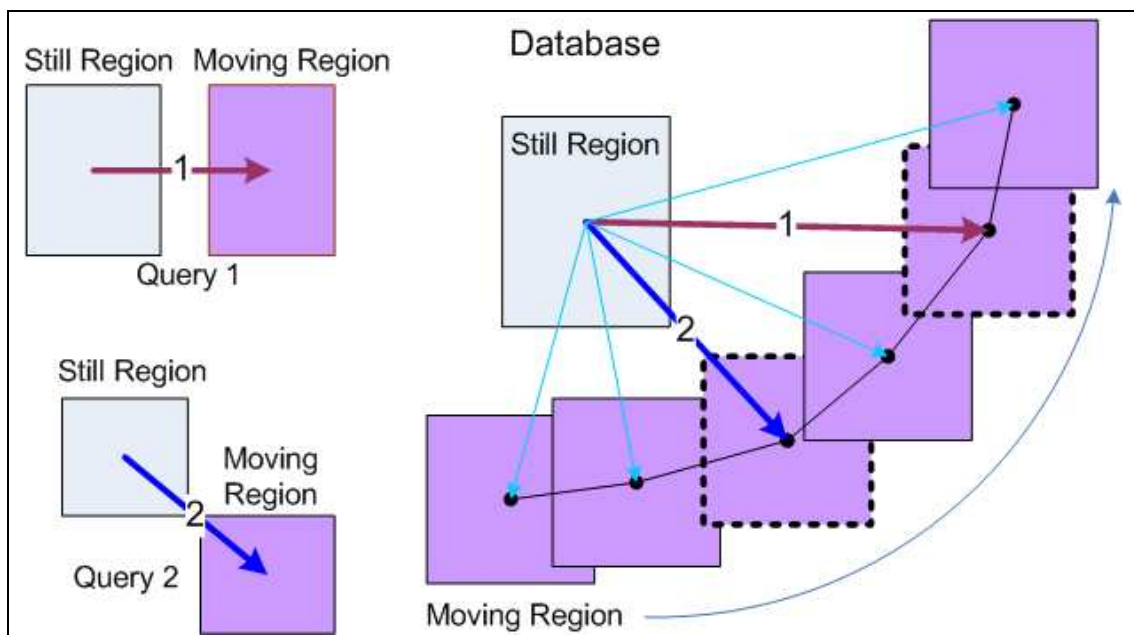 Still Region
Moving Region
1
Query 1
Still Region
Moving
Region
2
Query 2
Database
Still Region
1
2
Moving Region